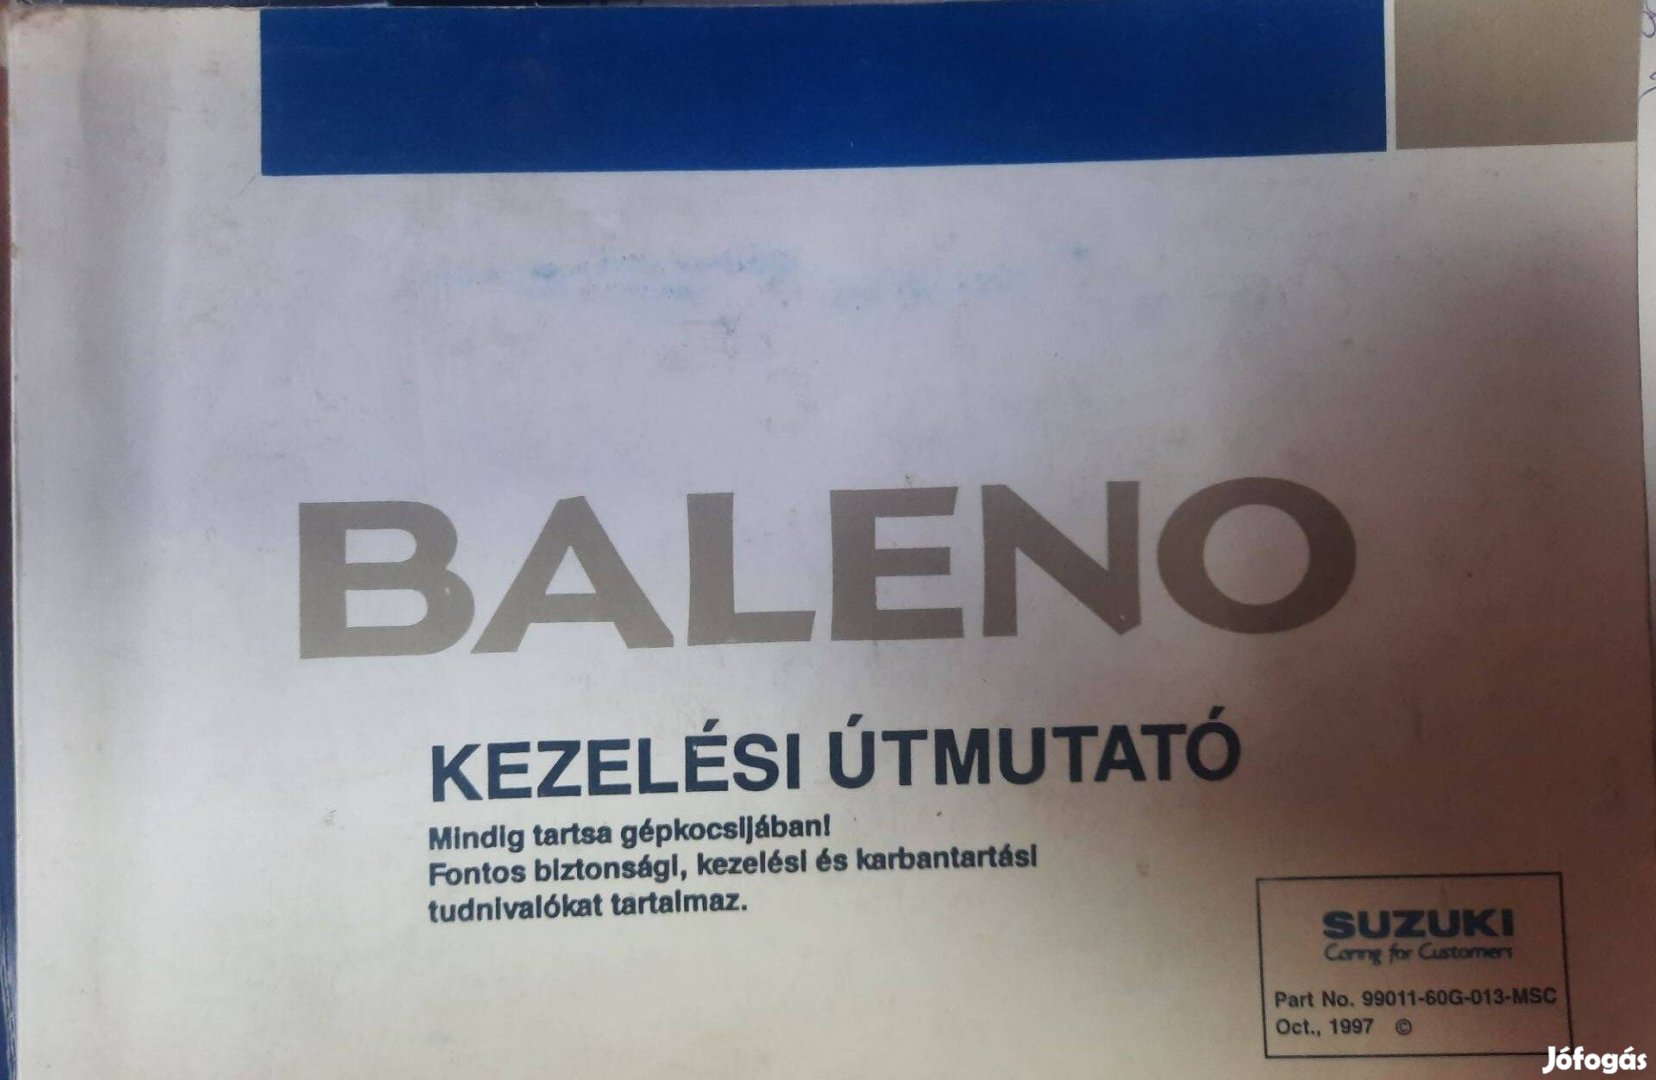 BALENO
KEZELÉSI ÚTMUTATÓ
Mindig tartsa gépkocsijában!
Fontos biztonsági, kezelési és karbantartási
tudnivalókat tartalmaz.
SUZUKI
Caring for Customers
Part No. 99011-60G-013-MSC
Oct., 1997 ©
Jófogás